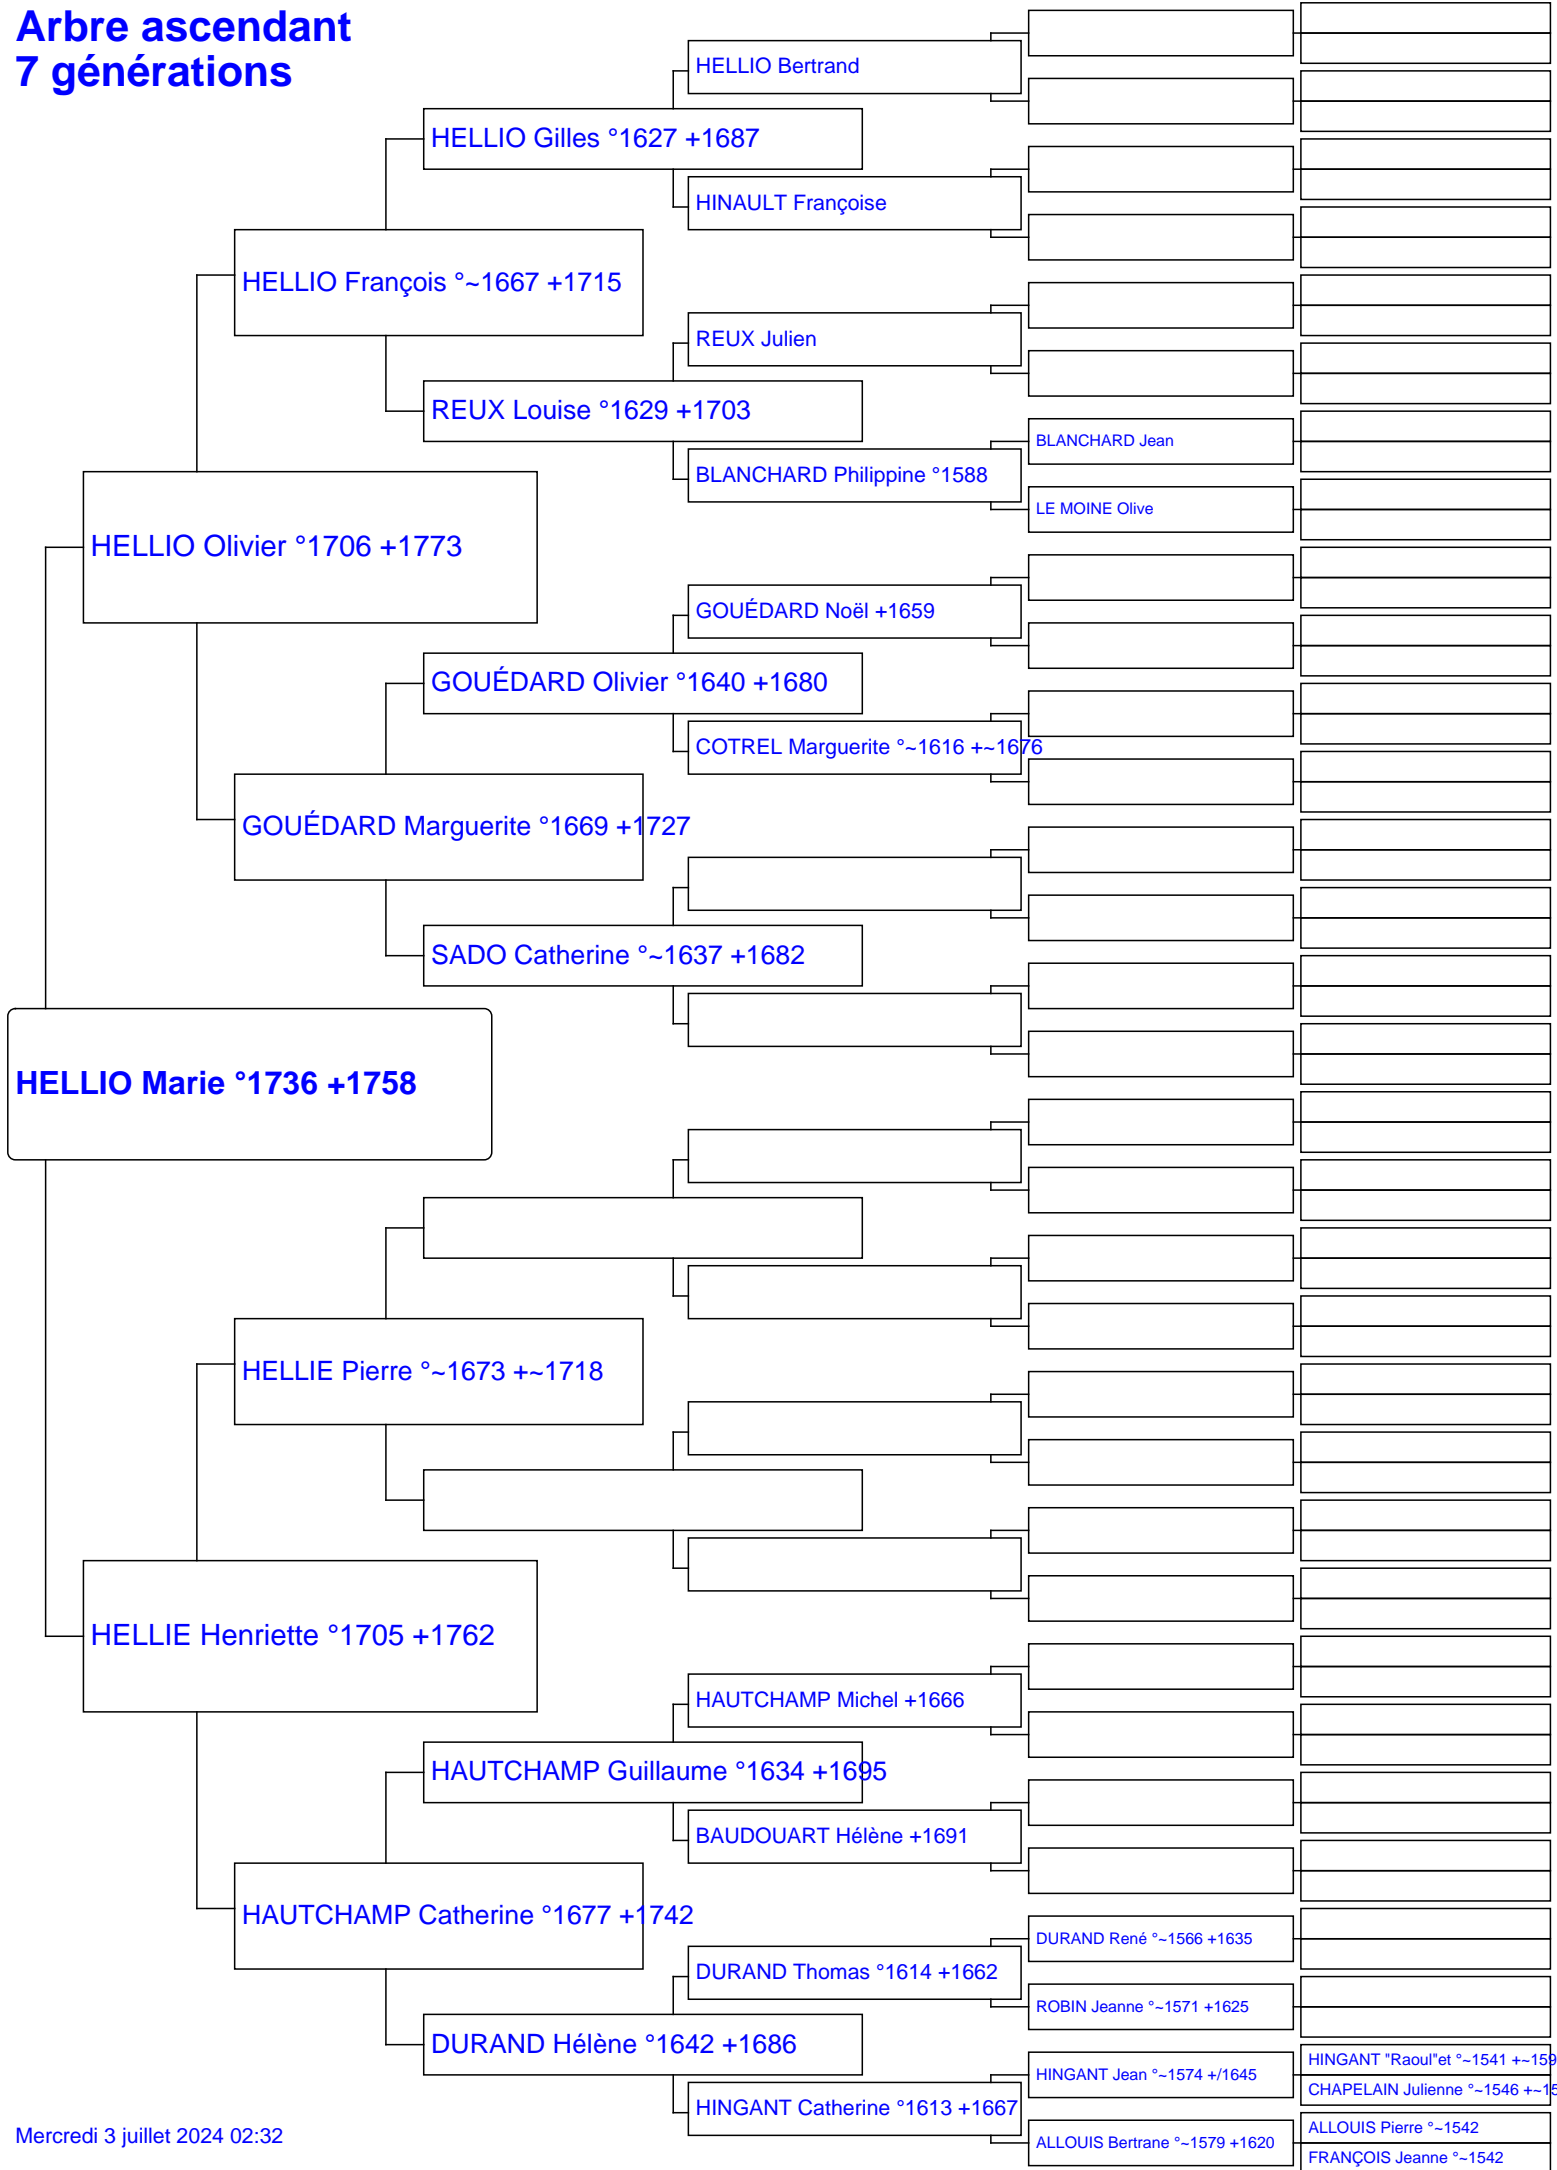 Arbre ascendant
7 générations
HELLIO Bertrand
HELLIO Gilles °1627 +1687
HINAULT Françoise
HELLIO François °~1667 +1715
REUX Julien
REUX Louise °1629 +1703
BLANCHARD Jean
BLANCHARD Philippine °1588
LE MOINE Olive
HELLIO Olivier °1706 +1773
GOUÉDARD Noël +1659
GOUÉDARD Olivier °1640 +1680
COTREL Marguerite °~1616 +~1676
GOUÉDARD Marguerite °1669 +1727
SADO Catherine °~1637 +1682
HELLIO Marie °1736 +1758
HELLIE Pierre °~1673 +~1718
HELLIE Henriette °1705 +1762
HAUTCHAMP Michel +1666
HAUTCHAMP Guillaume °1634 +1695
BAUDOUART Hélène +1691
HAUTCHAMP Catherine °1677 +1742
DURAND René °~1566 +1635
DURAND Thomas °1614 +1662
ROBIN Jeanne °~1571 +1625
DURAND Hélène °1642 +1686
HINGANT "Raoul"et °~1541 +~159
HINGANT Jean °~1574 +/1645
CHAPELAIN Julienne °~1546 +~15
HINGANT Catherine °1613 +1667
ALLOUIS Pierre °~1542
ALLOUIS Bertrane °~1579 +1620
FRANÇOIS Jeanne °~1542
Mercredi 3 juillet 2024 02:32